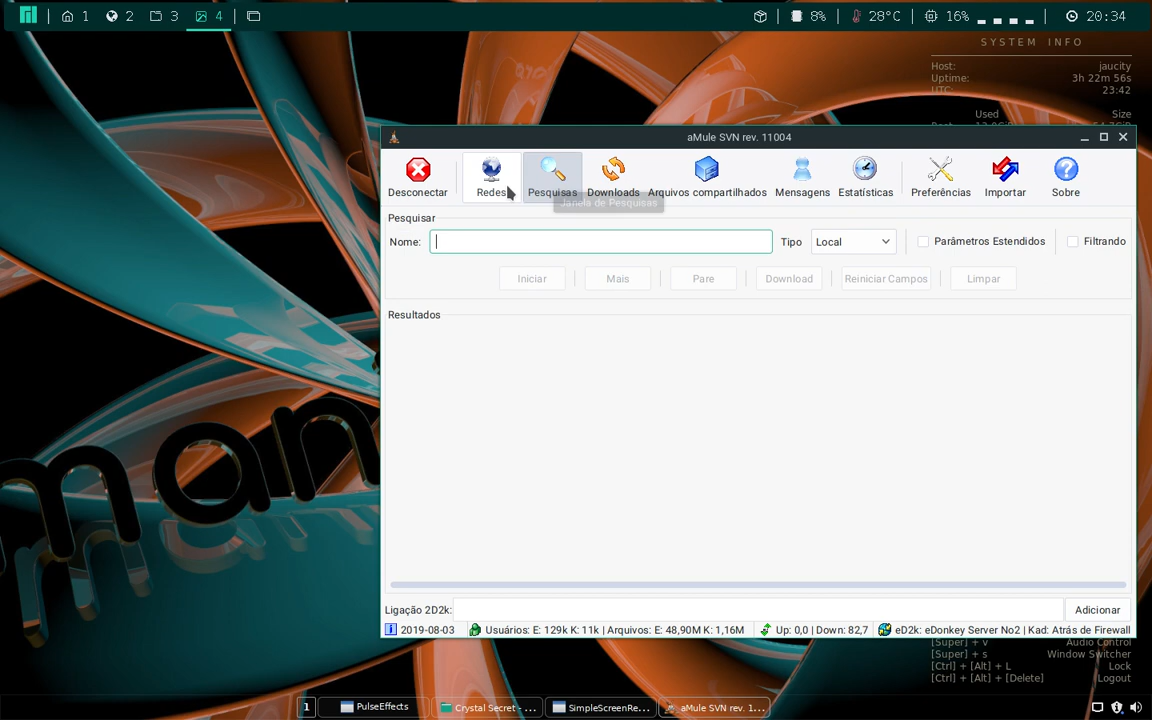 1 2 3 4 8% 28°C 16% 20:34
SYSTEM INFO
Host: jaucity
Uptime: 3h 22m 56s
UTC: 23:42
Used Size
aMule SVN rev. 11004
Desconectar Redes Pesquisas Downloads Arquivos compartilhados Mensagens Estatísticas Preferências Importar Sobre
Janela de Pesquisas
Pesquisar
Nome: Tipo Local Parâmetros Estendidos Filtrando
Iniciar Mais Pare Download Reiniciar Campos Limpar
Resultados
Ligação 2D2k: Adicionar
2019-08-03 Usuários: E: 129k K: 11k | Arquivos: E: 48,90M K: 1,16M Up: 0,0 | Down: 82,7 eD2k: eDonkey Server No2 | Kad: Atrás de Firewall
[Super] + v Audio Control
[Super] + s Window Switcher
[Ctrl] + [Alt] + L Lock
[Ctrl] + [Alt] + [Delete] Logout
man
1 PulseEffects Crystal Secret - ... SimpleScreenRe... aMule SVN rev. 1...